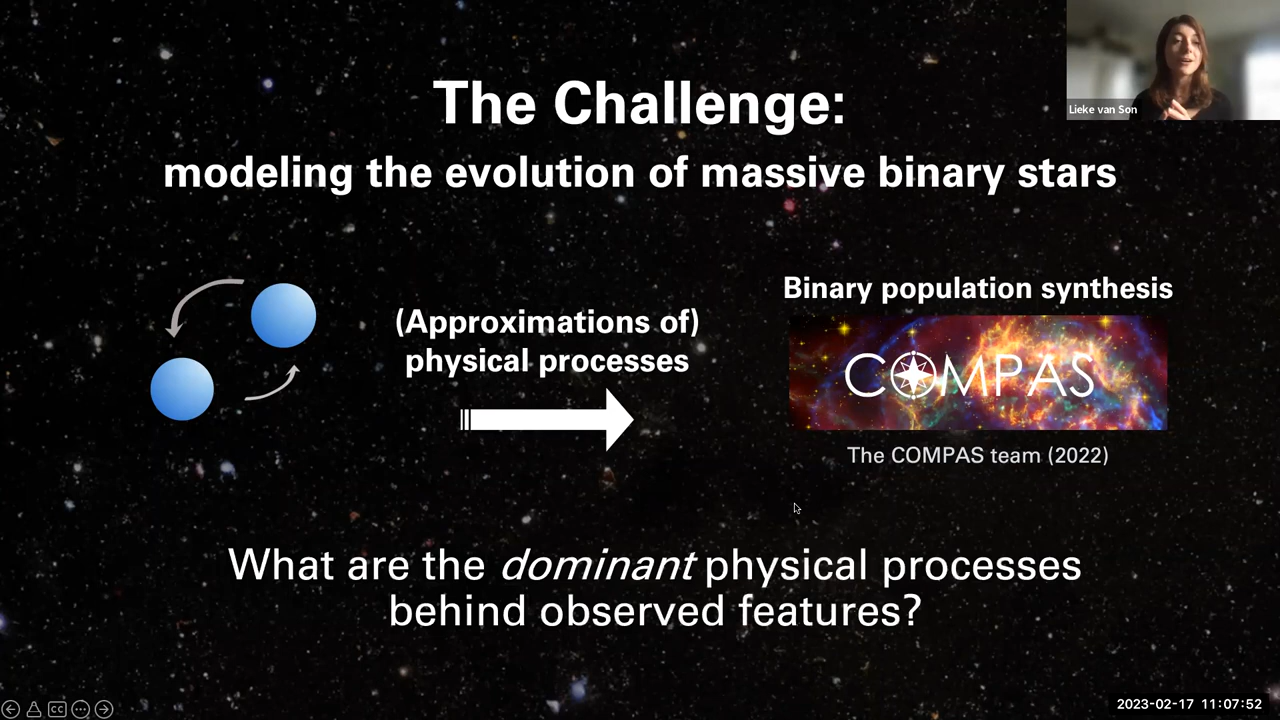 The Challenge:
modeling the evolution of massive binary stars
Lieke van Son
(Approximations of)
physical processes
Binary population synthesis
COMPAS
The COMPAS team (2022)
What are the dominant physical processes
behind observed features?
CC
2023-02-17 11:07:52